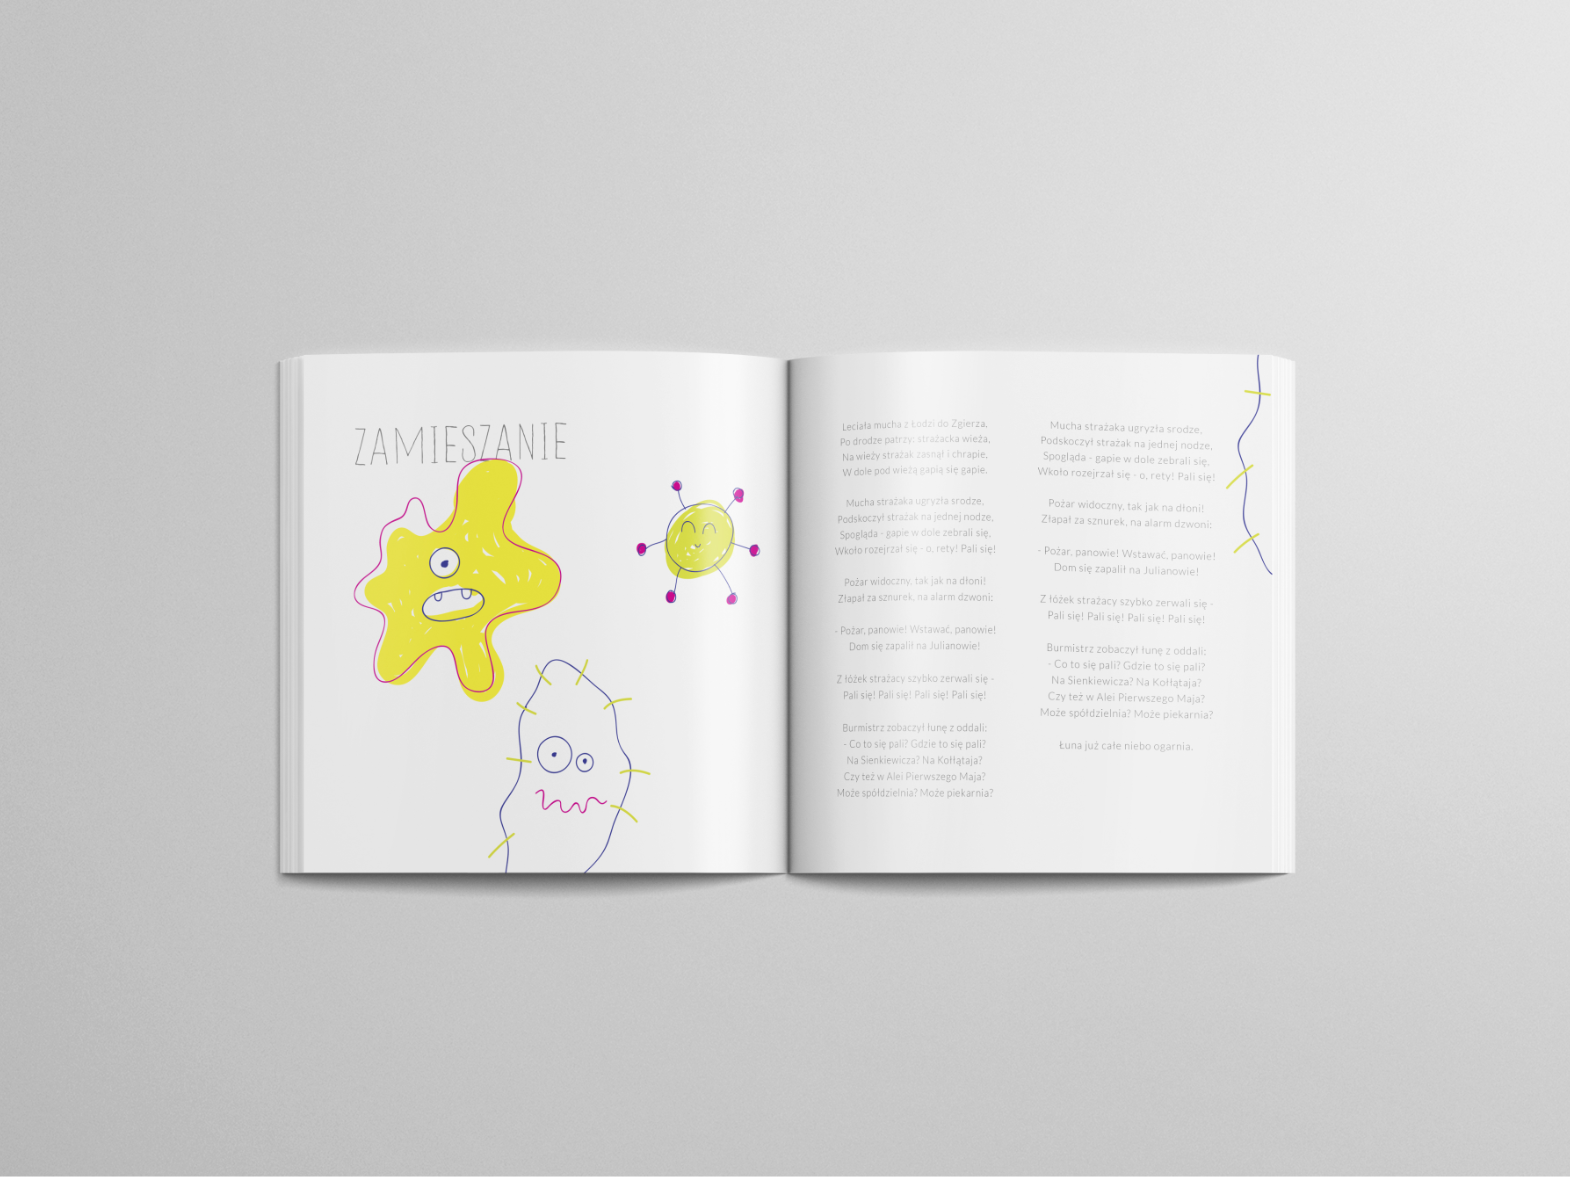 ZAMIESZANIE
Leciała mucha z Łodzi do Zgierza,
Po drodze patrzy: strażacka wieża,
Na wieży strażak zasnął i chrapie,
W dole pod wieżą gapią się gapie.
Mucha strażaka ugryzła srodze,
Podskoczył strażak na jednej nodze,
Spogląda - gapie w dole zebrali się,
Wkoło rozejrzał się - o, rety! Pali się!
Pożar widoczny, tak jak na dłoni!
Złapał za sznurek, na alarm dzwoni:
- Pożar, panowie! Wstawać, panowie!
Dom się zapalił na Julianowie!
Z łóżek strażacy szybko zerwali się -
Pali się! Pali się! Pali się! Pali się!
Burmistrz zobaczył łunę z oddali:
- Co to się pali? Gdzie to się pali?
Na Sienkiewicza? Na Kołłątaja?
Czy też w Alei Pierwszego Maja?
Może spółdzielnia? Może piekarnia?
Mucha strażaka ugryzła srodze,
Podskoczył strażak na jednej nodze,
Spogląda - gapie w dole zebrali się,
Wkoło rozejrzał się - o, rety! Pali się!
Pożar widoczny, tak jak na dłoni!
Złapał za sznurek, na alarm dzwoni:
- Pożar, panowie! Wstawać, panowie!
Dom się zapalił na Julianowie!
Z łóżek strażacy szybko zerwali się -
Pali się! Pali się! Pali się! Pali się!
Burmistrz zobaczył łunę z oddali:
- Co to się pali? Gdzie to się pali?
Na Sienkiewicza? Na Kołłątaja?
Czy też w Alei Pierwszego Maja?
Może spółdzielnia? Może piekarnia?
Łuna już całe niebo ogarnia.